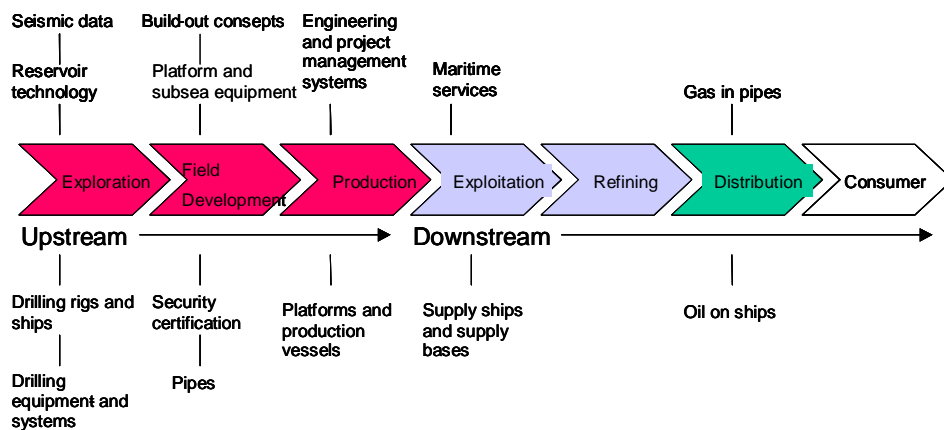 Seismic data
Reservoir
technology
Build-out concepts
Platform and
subsea equipment
Engineering
and project
management
systems
Maritime
services
Gas in pipes
Exploration
Field
Development
Production
Exploitation
Refining
Distribution
Consumer
Upstream
Downstream
Drilling rigs and
ships
Drilling
equipment and
systems
Security
certification
Pipes
Platforms and
production
vessels
Supply ships
and supply
bases
Oil on ships